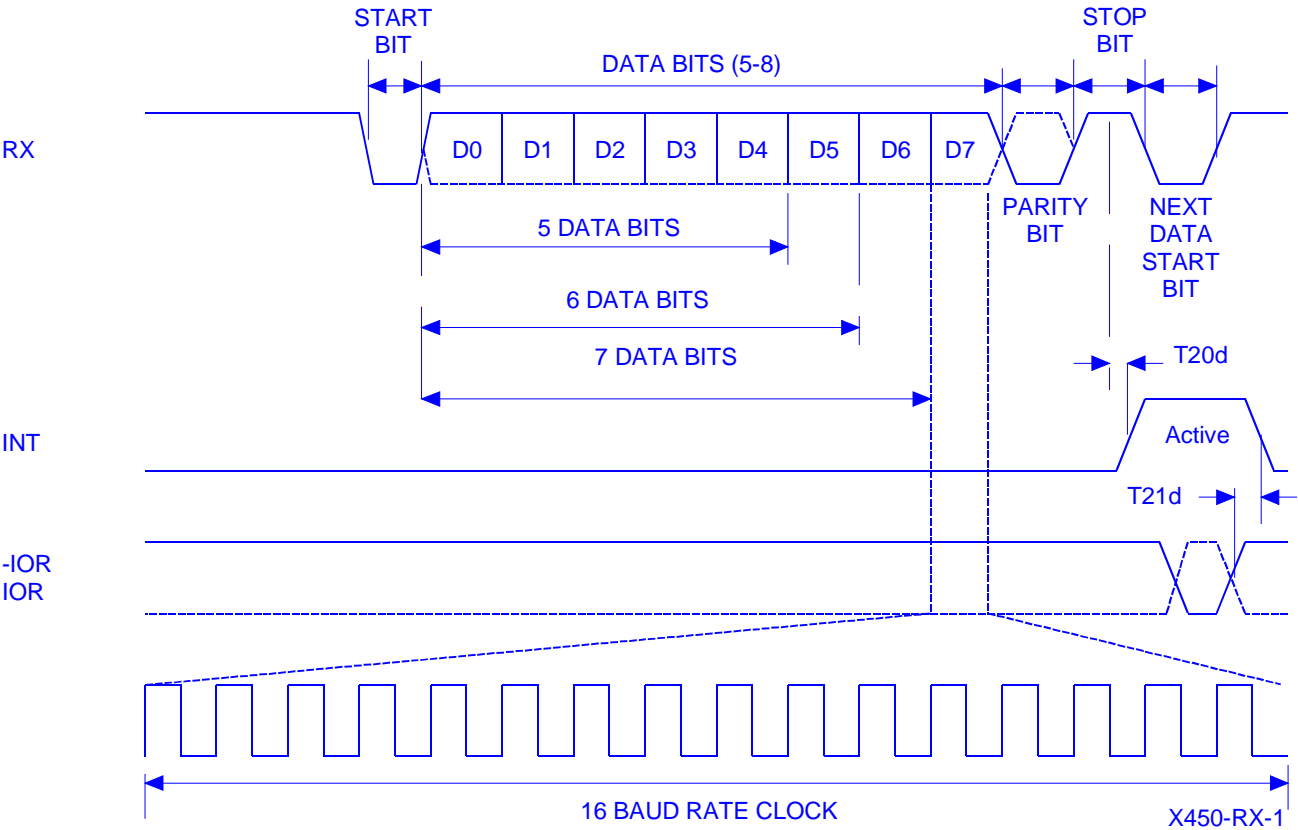 START
BIT
STOP
BIT
DATA BITS (5-8)
RX
D0 D1 D2 D3 D4 D5 D6 D7
PARITY
BIT
NEXT
DATA
START
BIT
5 DATA BITS
6 DATA BITS
7 DATA BITS
T20d
INT
Active
T21d
-IOR
IOR
16 BAUD RATE CLOCK
X450-RX-1